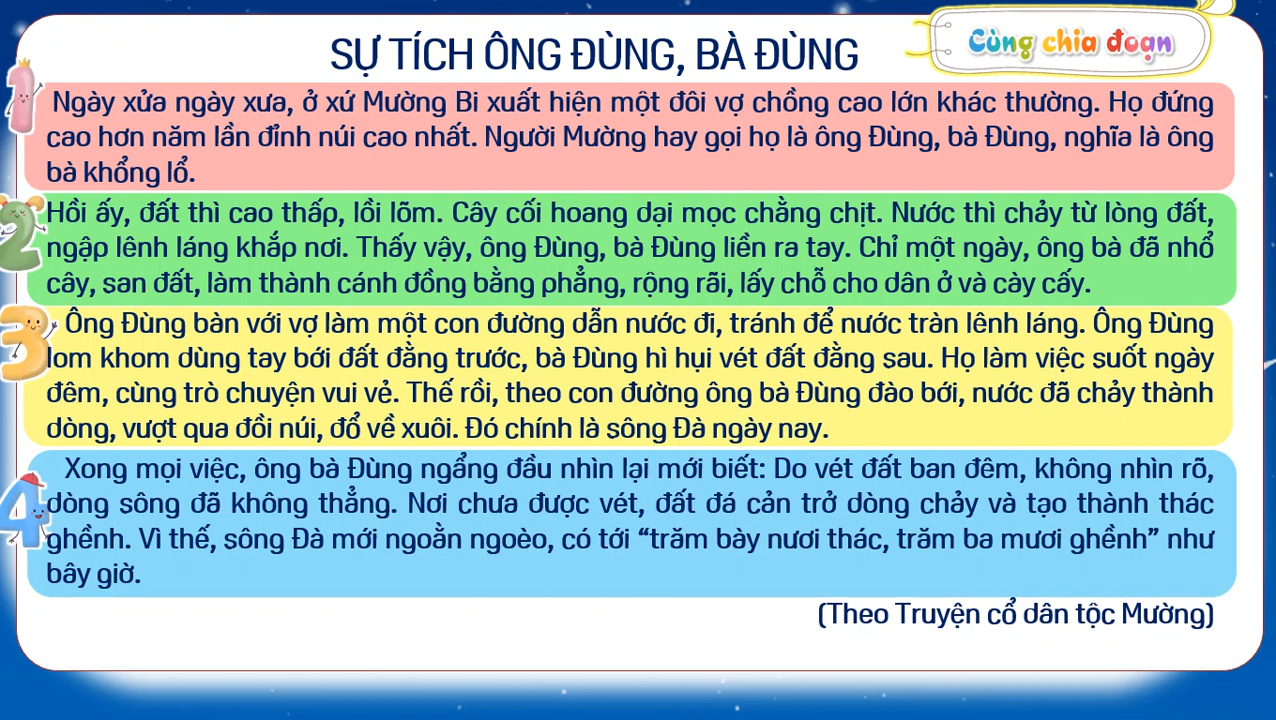 Cùng chia đoạn
SỰ TÍCH ÔNG ĐÙNG, BÀ ĐÙNG
1
Ngày xửa ngày xưa, ở xứ Mường Bi xuất hiện một đôi vợ chồng cao lớn khác thường. Họ đứng
cao hơn năm lần đỉnh núi cao nhất. Người Mường hay gọi họ là ông Đùng, bà Đùng, nghĩa là ông
bà khổng lồ.
2
Hồi ấy, đất thì cao thấp, lồi lõm. Cây cối hoang dại mọc chằng chịt. Nước thì chảy từ lòng đất,
ngập lênh láng khắp nơi. Thấy vậy, ông Đùng, bà Đùng liền ra tay. Chỉ một ngày, ông bà đã nhổ
cây, san đất, làm thành cánh đồng bằng phẳng, rộng rãi, lấy chỗ cho dân ở và cày cấy.
3
Ông Đùng bàn với vợ làm một con đường dẫn nước đi, tránh để nước tràn lênh láng. Ông Đùng
lom khom dùng tay bới đất đằng trước, bà Đùng hì hụi vét đất đằng sau. Họ làm việc suốt ngày
đêm, cùng trò chuyện vui vẻ. Thế rồi, theo con đường ông bà Đùng đào bới, nước đã chảy thành
dòng, vượt qua đồi núi, đổ về xuôi. Đó chính là sông Đà ngày nay.
4
Xong mọi việc, ông bà Đùng ngẩng đầu nhìn lại mới biết: Do vét đất ban đêm, không nhìn rõ,
dòng sông đã không thẳng. Nơi chưa được vét, đất đá cản trở dòng chảy và tạo thành thác
ghềnh. Vì thế, sông Đà mới ngoằn ngoèo, có tới “trăm bảy nươi thác, trăm ba mươi ghềnh” như
bây giờ.
(Theo Truyện cổ dân tộc Mường)